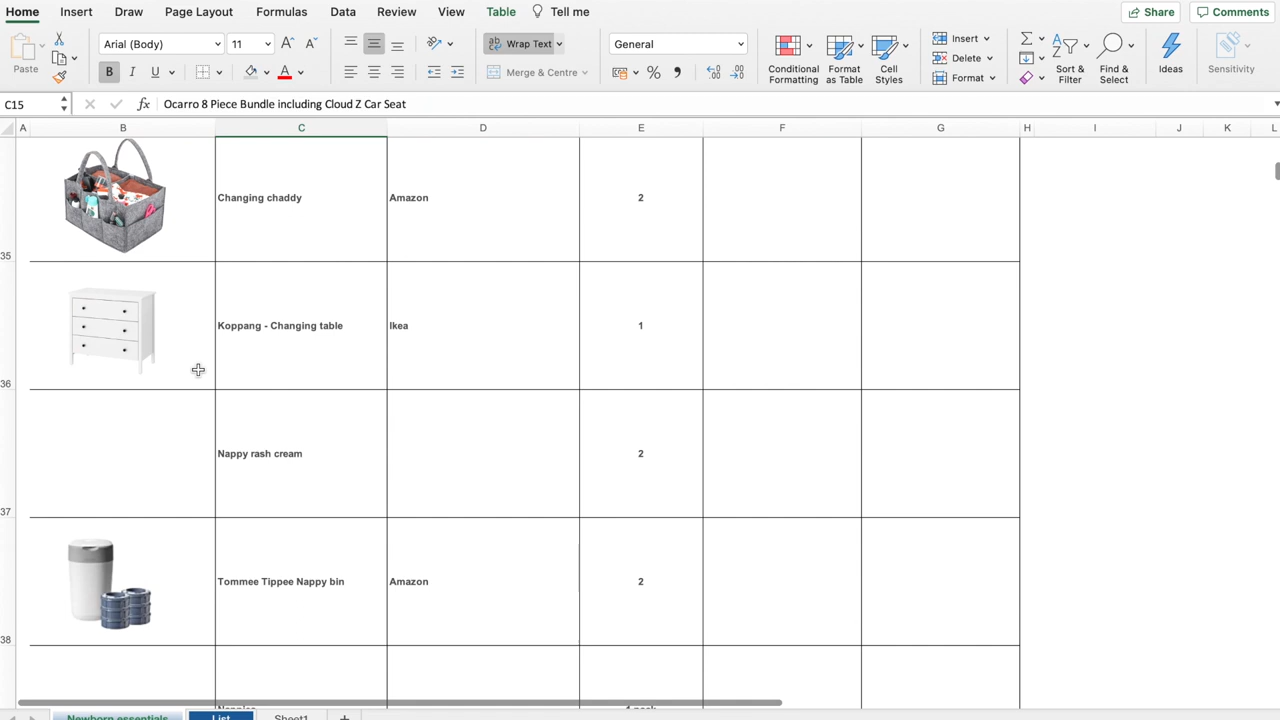 Home Insert Draw Page Layout Formulas Data Review View Table Tell me Share Comments
Paste Arial (Body) 11 B I U A Wrap Text Merge & Centre General % Conditional Formatting Format as Table Cell Styles Insert Delete Format Sort & Filter Find & Select Ideas Sensitivity
C15 fx Ocarro 8 Piece Bundle including Cloud Z Car Seat
A B C D E F G H I J K L
35 Changing chaddy Amazon 2
36 Koppang - Changing table Ikea 1
37 Nappy rash cream 2
38 Tommee Tippee Nappy bin Amazon 2
Nappies 1 pack
Newborn essentials List Sheet1 +